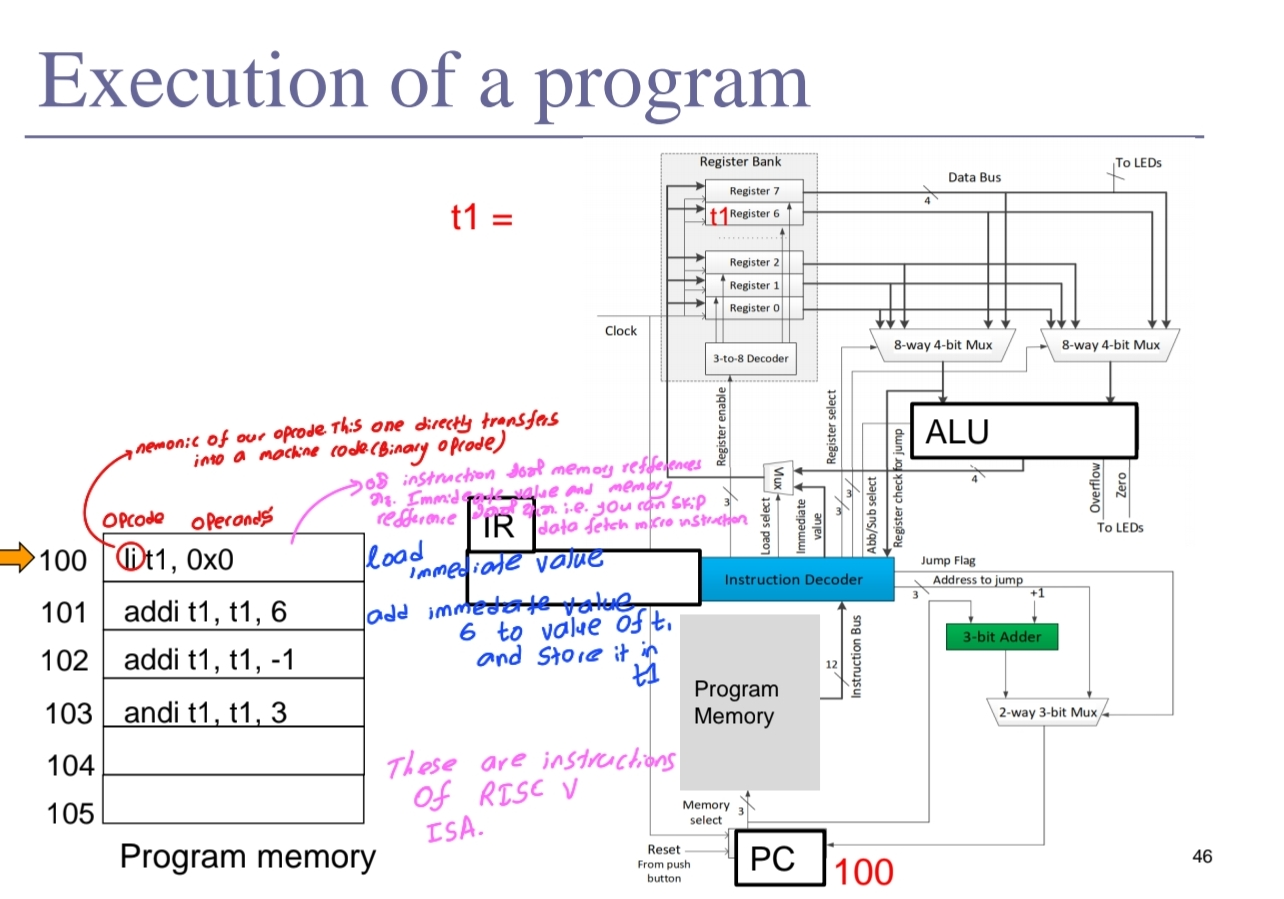 Execution of a program
Register Bank
To LEDs
Data Bus
Register 7
4
t1 =
t1 Register 6
Register 2
Register 1
Register 0
Clock
8-way 4-bit Mux
8-way 4-bit Mux
3-to-8 Decoder
Register enable
Register select
ALU
nemonic of our opcode This one directly transfers
into a machine code (Binary opcode)
Register check for jump
Mux
4
Overflow
Zero
To LEDs
instruction memory refferences
Immideate value and memory
refference i.e. you can skip
data fetch micro instruction
3
3
3
Load select
Immediate value
Abb/Sub select
IR
opcode operands
100
li t1, 0x0
load
immediate value
Instruction Decoder
Jump Flag
Address to jump
3
+1
101
addi t1, t1, 6
add immedeate value
6 to value of t1
and store it in
t1
3-bit Adder
102
addi t1, t1, -1
12
Instruction Bus
Program
Memory
103
andi t1, t1, 3
2-way 3-bit Mux
104
These are instructions
of RISC V
ISA.
105
Memory
select
3
Program memory
Reset
From push
button
PC
100
46